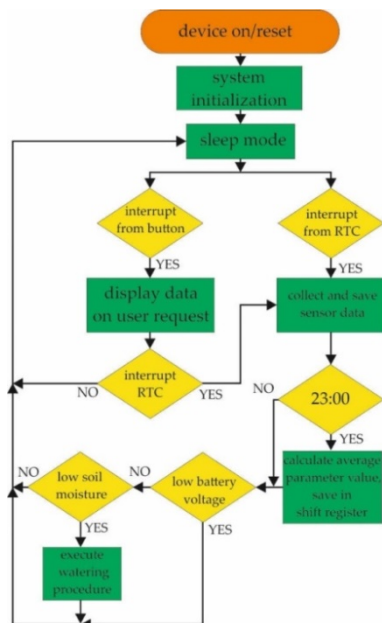 device on/reset
system
initialization
sleep mode
interrupt
from button
interrupt
from RTC
YES
YES
display data
on user request
collect and save
sensor data
interrupt
RTC
NO
YES
NO
23:00
YES
calculate average
parameter value,
save in
shift register
low soil
moisture
NO
NO
low battery
voltage
YES
YES
execute
watering
procedure